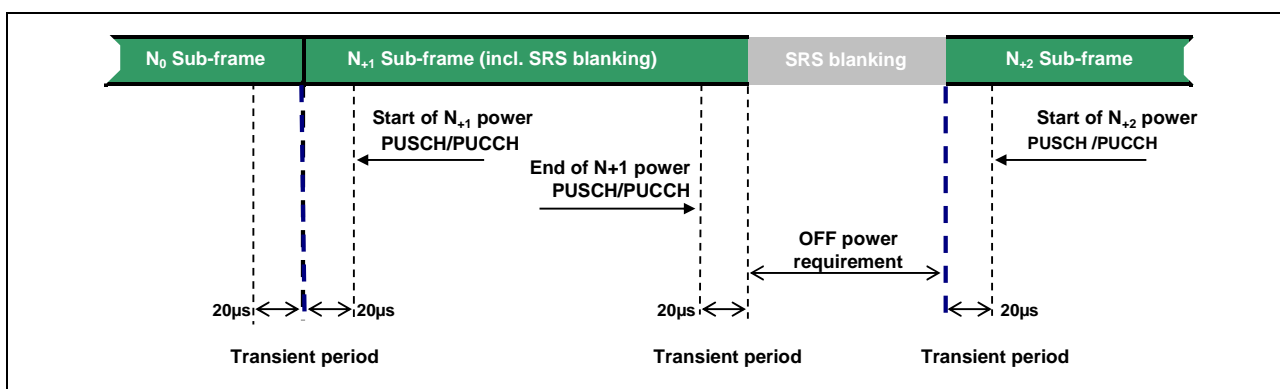 N₀ Sub-frame
N₊₁ Sub-frame (incl. SRS blanking)
SRS blanking
N₊₂ Sub-frame
Start of N₊₁ power
PUSCH/PUCCH
End of N+1 power
PUSCH/PUCCH
Start of N₊₂ power
PUSCH /PUCCH
OFF power
requirement
20µs
20µs
20µs
20µs
Transient period
Transient period
Transient period